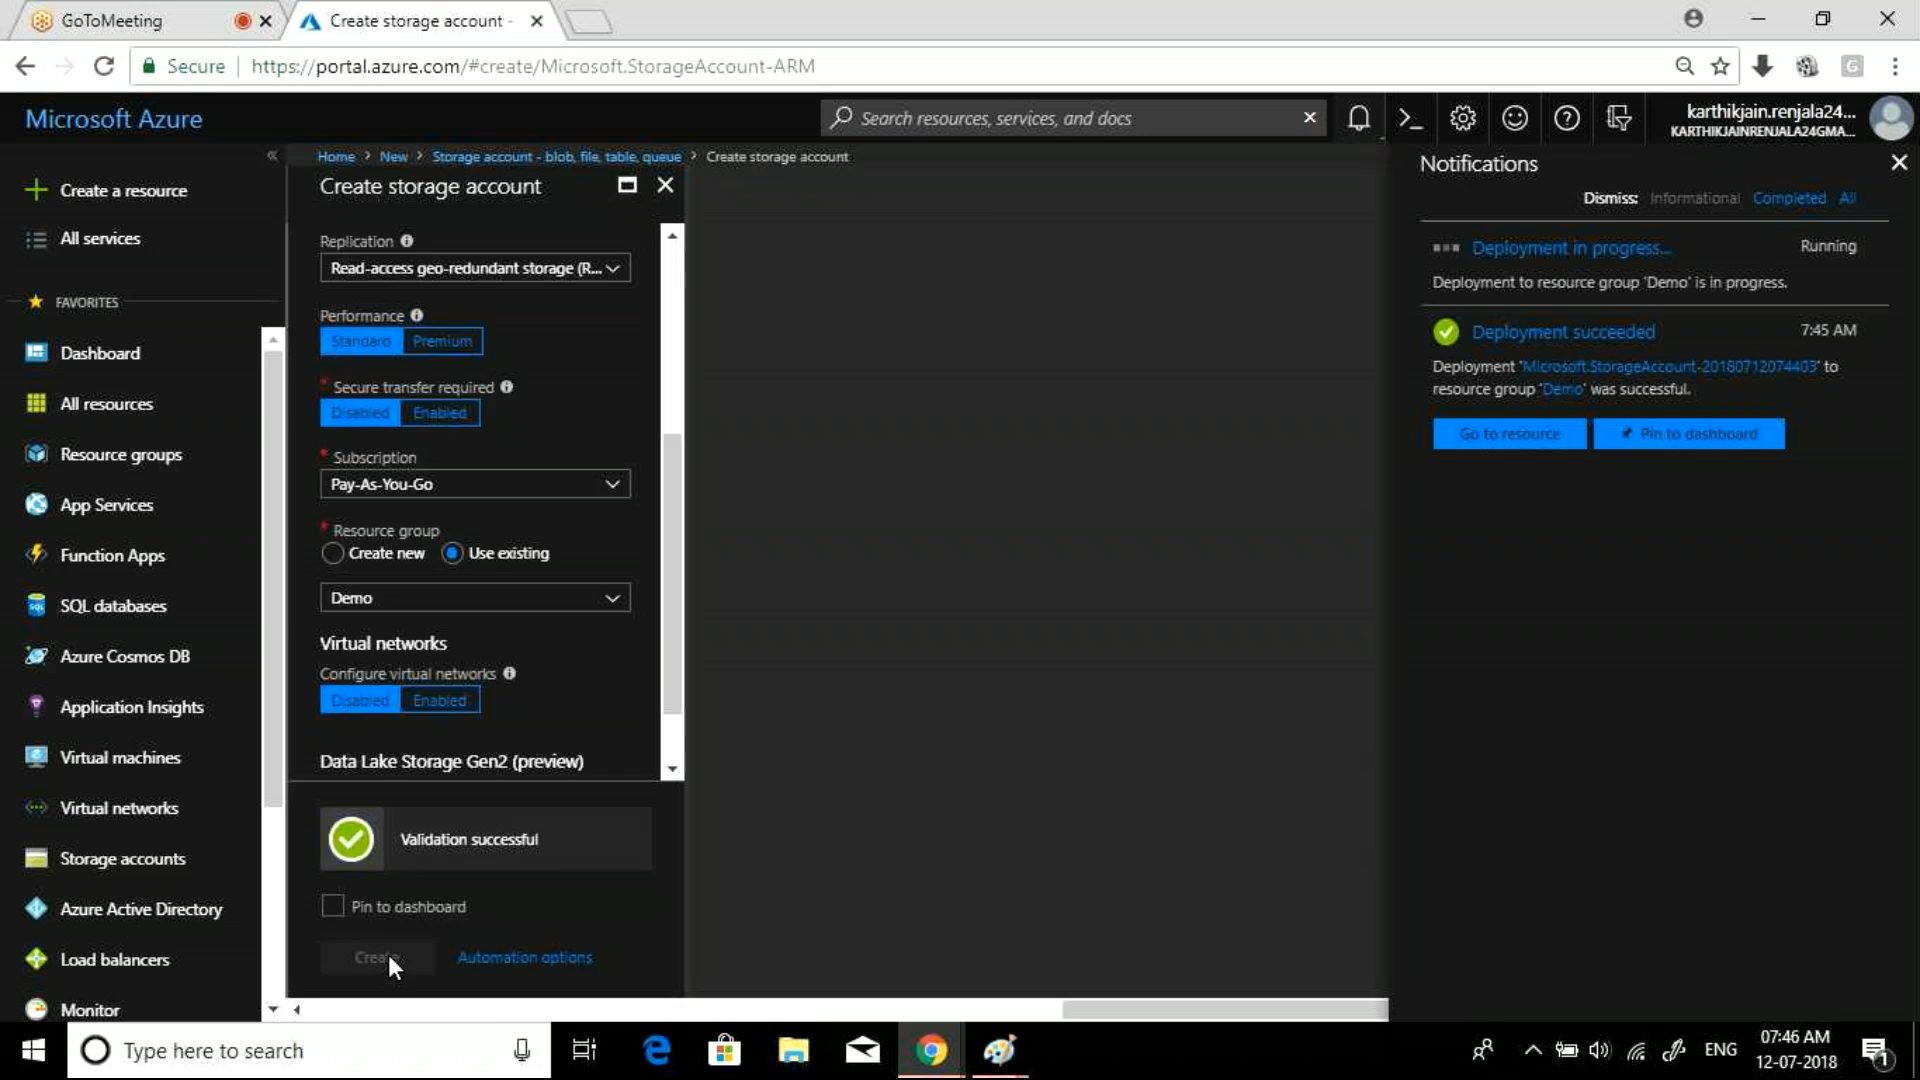 GoToMeeting
Create storage account -
Secure
https://portal.azure.com/#create/Microsoft.StorageAccount-ARM
G
Microsoft Azure
Search resources, services, and docs
karthikjain.renjala24...
KARTHIKJAINRENJALA24GMA...
Home > New > Storage account - blob, file, table, queue > Create storage account
Create a resource
All services
FAVORITES
Dashboard
All resources
Resource groups
App Services
Function Apps
SQL databases
Azure Cosmos DB
Application Insights
Virtual machines
Virtual networks
Storage accounts
Azure Active Directory
Load balancers
Monitor
Create storage account
Replication
Read-access geo-redundant storage (R...
Performance
Standard Premium
* Secure transfer required
Disabled Enabled
* Subscription
Pay-As-You-Go
* Resource group
Create new Use existing
Demo
Virtual networks
Configure virtual networks
Disabled Enabled
Data Lake Storage Gen2 (preview)
Validation successful
Pin to dashboard
Create Automation options
Notifications
Dismiss: Informational Completed All
Deployment in progress... Running
Deployment to resource group 'Demo' is in progress.
Deployment succeeded 7:45 AM
Deployment 'Microsoft.StorageAccount-20180712074403' to
resource group 'Demo' was successful.
Go to resource Pin to dashboard
Type here to search
ENG
07:46 AM
12-07-2018
1